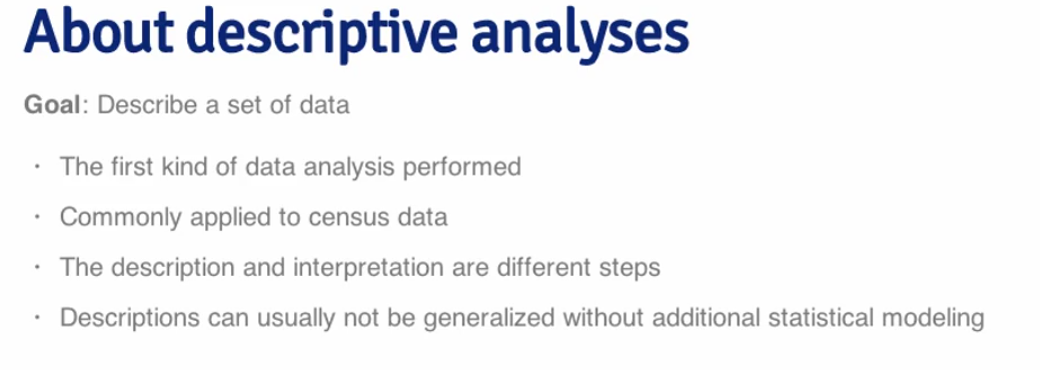 About descriptive analyses
Goal: Describe a set of data
· The first kind of data analysis performed
· Commonly applied to census data
· The description and interpretation are different steps
· Descriptions can usually not be generalized without additional statistical modeling